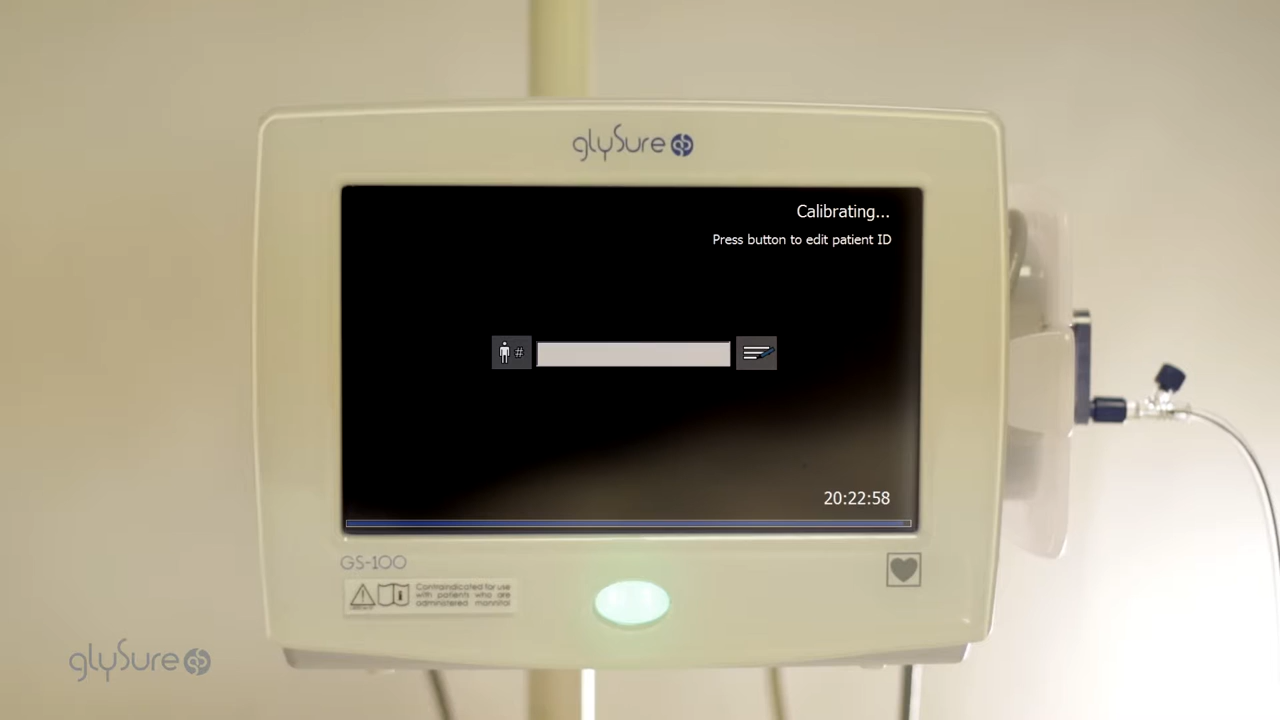 glySure
Calibrating...
Press button to edit patient ID
#
20:22:58
GS-100
Contraindicated for use
with patients who are
administered mannitol
glySure